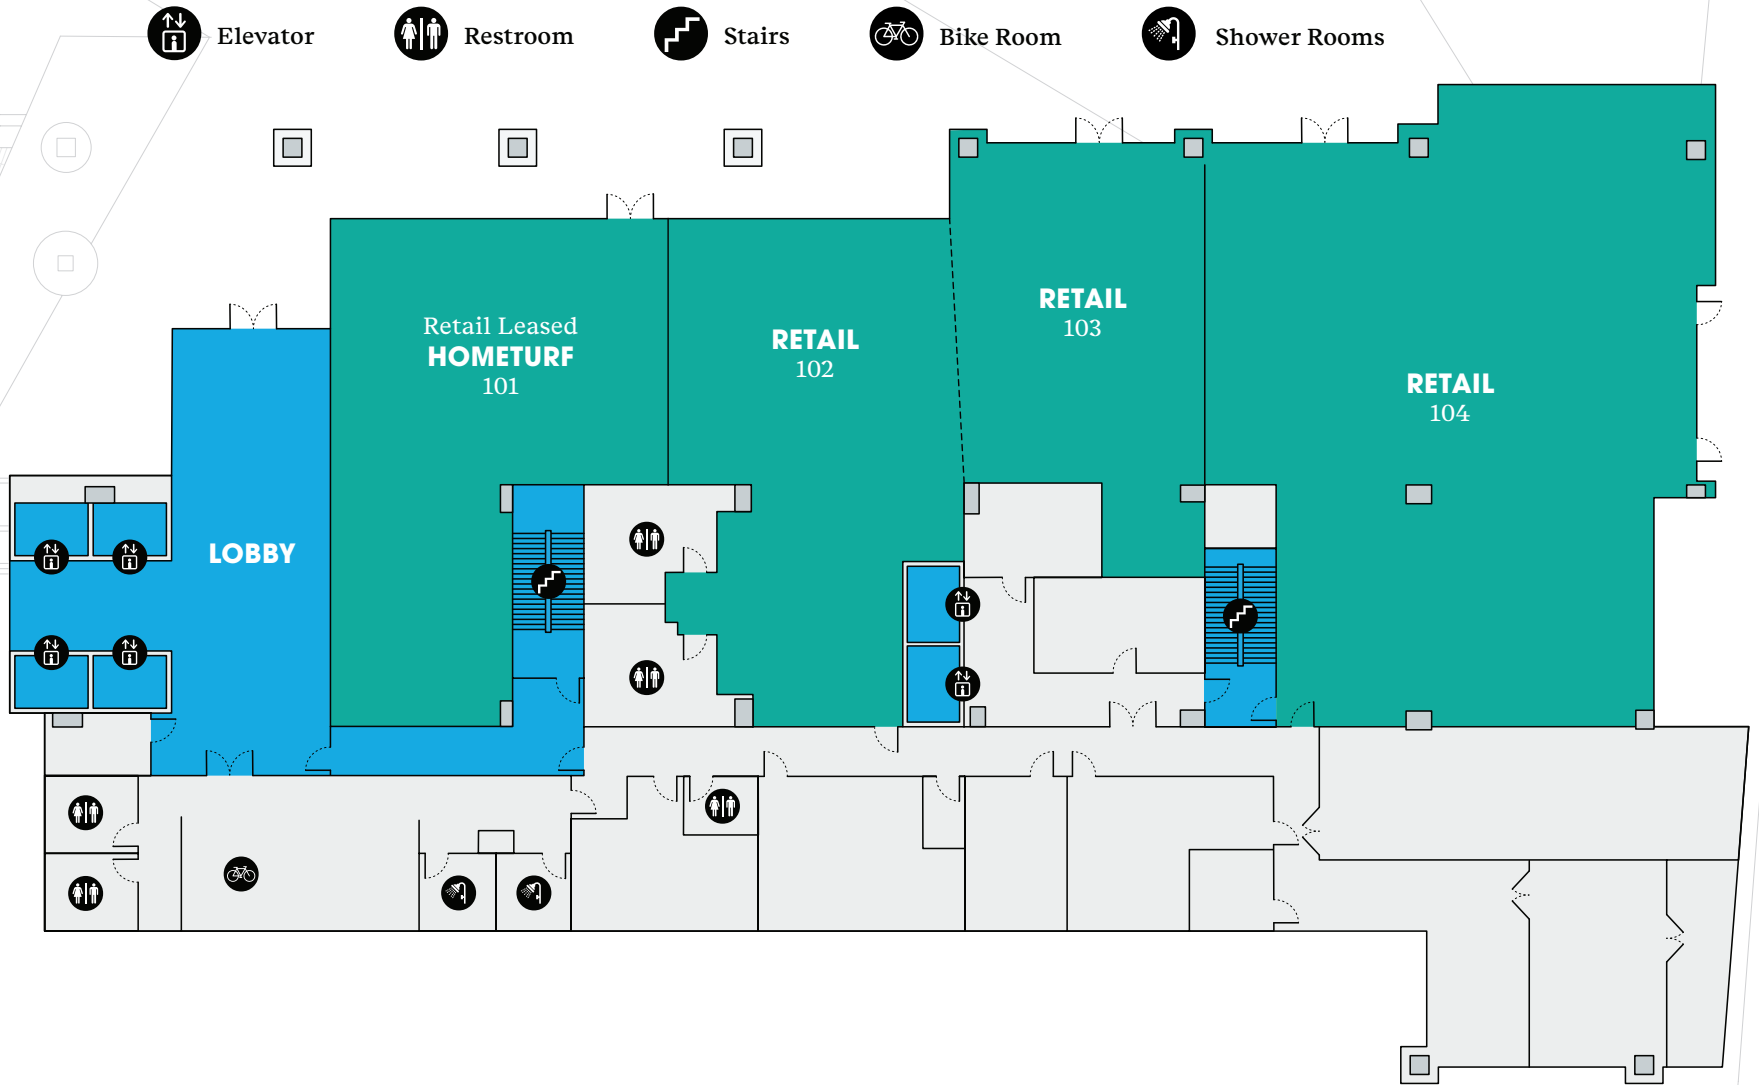 Elevator
Restroom
Stairs
Bike Room
Shower Rooms
Retail Leased
HOMETURF
101
RETAIL
102
RETAIL
103
RETAIL
104
LOBBY